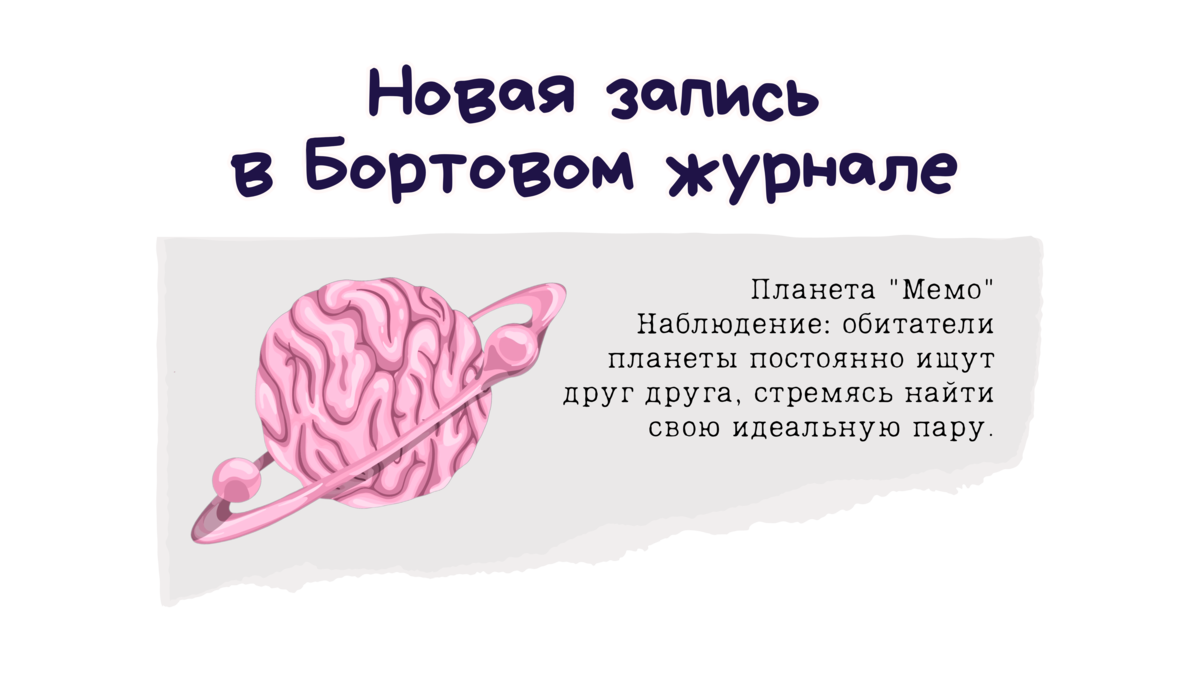 Новая запись
в Бортовом журнале
Планета "Мемо"
Наблюдение: обитатели
планеты постоянно ищут
друг друга, стремясь найти
свою идеальную пару.